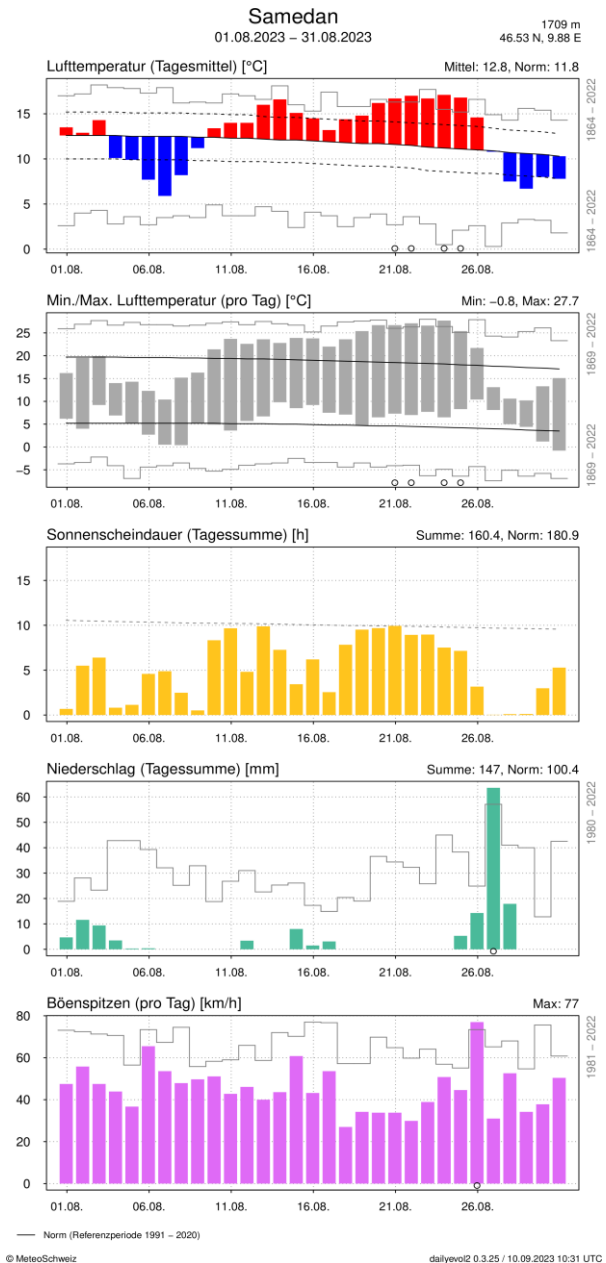 Samedan
01.08.2023 − 31.08.2023
1709 m
46.53 N, 9.88 E
Lufttemperatur (Tagesmittel) [°C]
Mittel: 12.8, Norm: 11.8
15
10
5
0
1864 − 2022
1864 − 2022
01.08.
06.08.
11.08.
16.08.
21.08.
26.08.
Min./Max. Lufttemperatur (pro Tag) [°C]
Min: −0.8, Max: 27.7
25
20
15
10
5
0
−5
1869 − 2022
1869 − 2022
01.08.
06.08.
11.08.
16.08.
21.08.
26.08.
Sonnenscheindauer (Tagessumme) [h]
Summe: 160.4, Norm: 180.9
15
10
5
0
01.08.
06.08.
11.08.
16.08.
21.08.
26.08.
Niederschlag (Tagessumme) [mm]
Summe: 147, Norm: 100.4
60
50
40
30
20
10
0
1980 − 2022
01.08.
06.08.
11.08.
16.08.
21.08.
26.08.
Böenspitzen (pro Tag) [km/h]
Max: 77
80
60
40
20
0
1981 − 2022
01.08.
06.08.
11.08.
16.08.
21.08.
26.08.
Norm (Referenzperiode 1991 − 2020)
© MeteoSchweiz
dailyevol2 0.3.25 / 10.09.2023 10:31 UTC